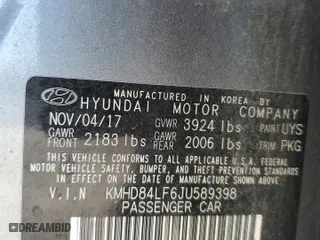 MANUFACTURED IN KOREA BY
HYUNDAI MOTOR COMPANY
NOV/04/17 GVWR 3924 lbs PAINT UYS
GAWR FRONT 2183 lbs GAWR REAR 2006 lbs TRIM PKG
THIS VEHICLE CONFORMS TO ALL APPLICABLE FEDERAL
MOTOR VEHICLE SAFETY, BUMPER, AND THEFT PREVENTION
STANDARDS IN EFFECT ON THE DATE OF MANUFACTURE
SHOWN ABOVE.
V.I.N KMHD84LF6JU589398
PASSENGER CAR
DEALERSHIP.COM